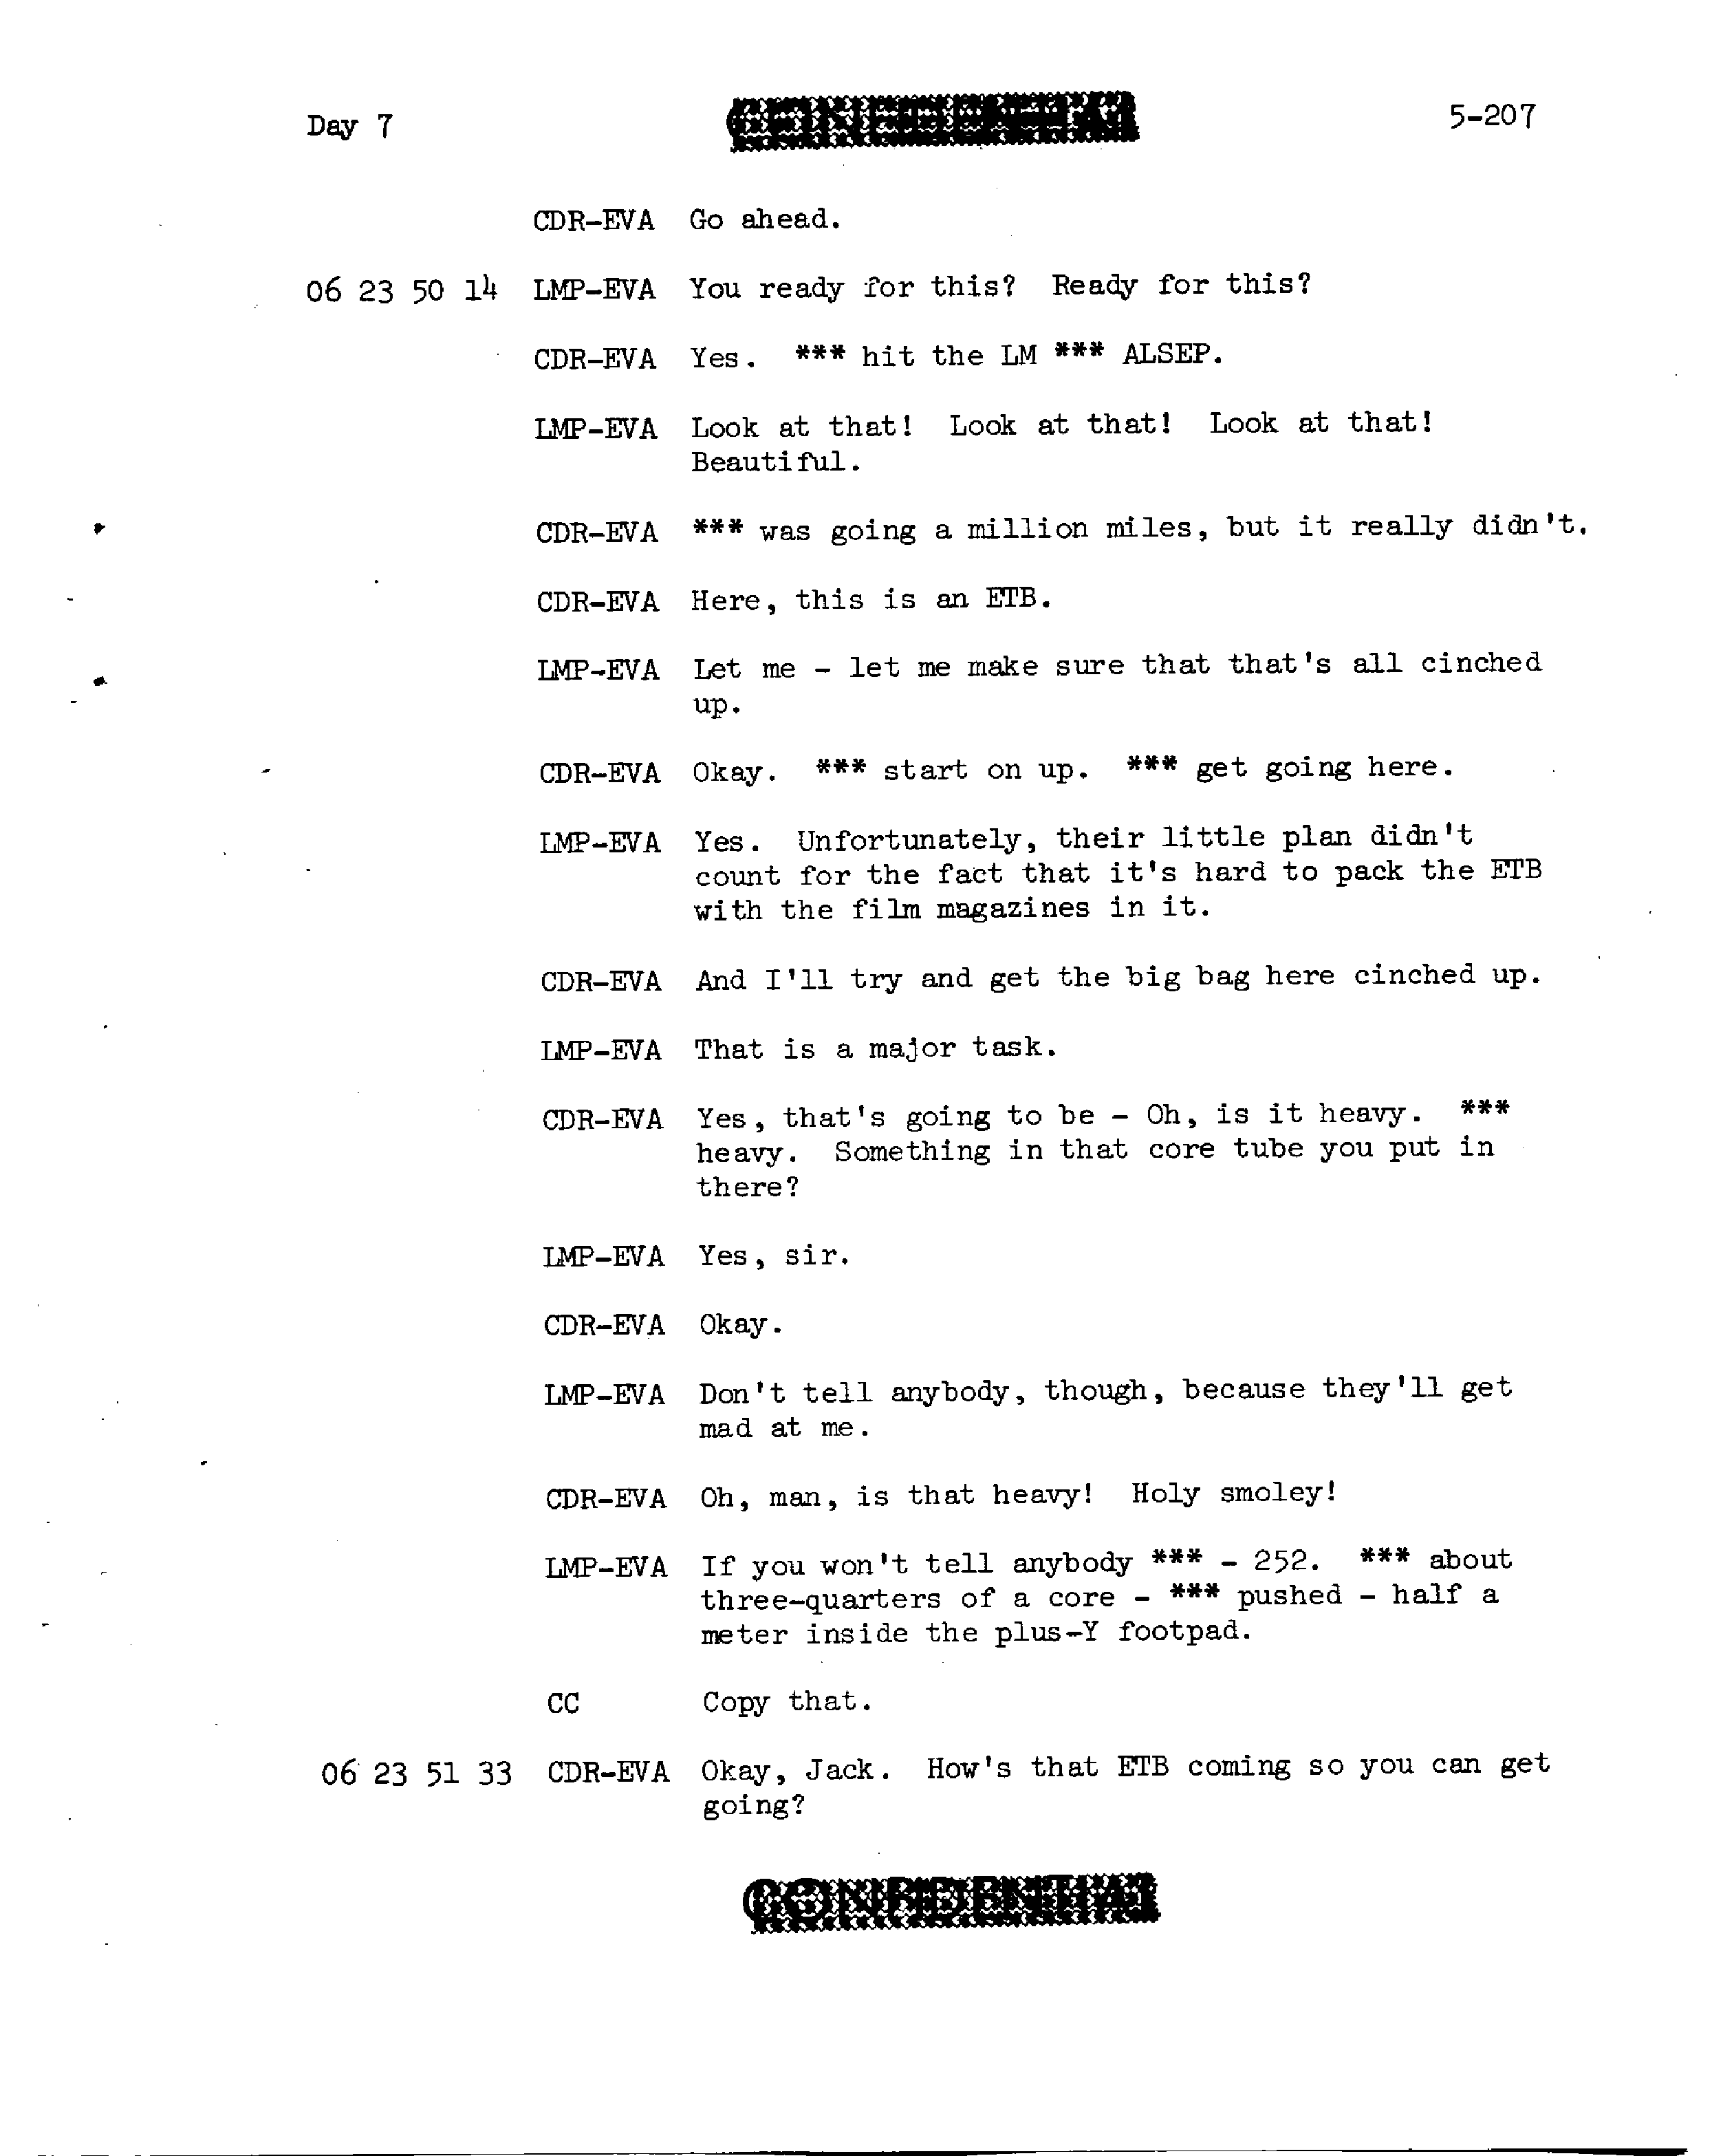 Day 7
CONFIDENTIAL
5-207
CDR-EVA Go ahead.
06 23 50 14 LMP-EVA You ready for this? Ready for this?
CDR-EVA Yes. *** hit the LM *** ALSEP.
LMP-EVA Look at that! Look at that! Look at that!
Beautiful.
CDR-EVA *** was going a million miles, but it really didn't.
CDR-EVA Here, this is an ETB.
LMP-EVA Let me - let me make sure that that's all cinched
up.
CDR-EVA Okay. *** start on up. *** get going here.
LMP-EVA Yes. Unfortunately, their little plan didn't
count for the fact that it's hard to pack the ETB
with the film magazines in it.
CDR-EVA And I'll try and get the big bag here cinched up.
LMP-EVA That is a major task.
CDR-EVA Yes, that's going to be - Oh, is it heavy. ***
heavy. Something in that core tube you put in
there?
LMP-EVA Yes, sir.
CDR-EVA Okay.
LMP-EVA Don't tell anybody, though, because they'll get
mad at me.
CDR-EVA Oh, man, is that heavy! Holy smoley!
LMP-EVA If you won't tell anybody *** - 252. *** about
three-quarters of a core - *** pushed - half a
meter inside the plus-Y footpad.
CC Copy that.
06 23 51 33 CDR-EVA Okay, Jack. How's that ETB coming so you can get
going?
CONFIDENTIAL